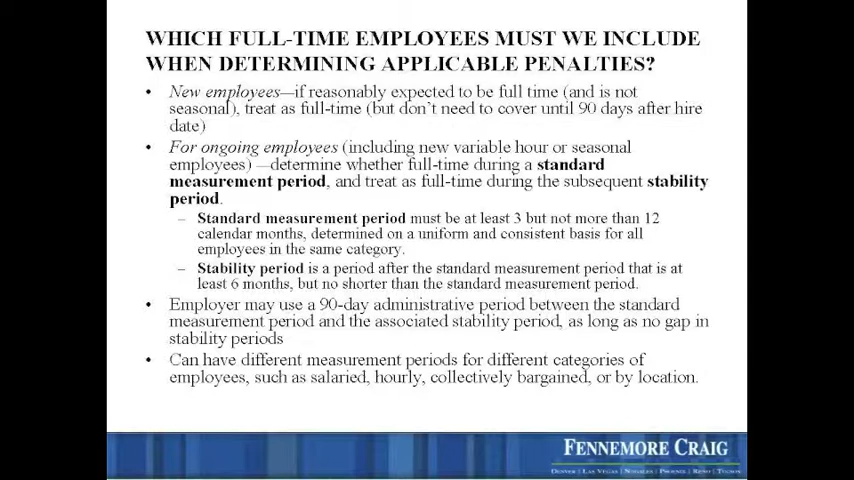 WHICH FULL-TIME EMPLOYEES MUST WE INCLUDE
WHEN DETERMINING APPLICABLE PENALTIES?
• New employees—if reasonably expected to be full time (and is not
seasonal), treat as full-time (but don't need to cover until 90 days after hire
date)
• For ongoing employees (including new variable hour or seasonal
employees) —determine whether full-time during a standard
measurement period, and treat as full-time during the subsequent stability
period.
– Standard measurement period must be at least 3 but not more than 12
calendar months, determined on a uniform and consistent basis for all
employees in the same category.
– Stability period is a period after the standard measurement period that is at
least 6 months, but no shorter than the standard measurement period.
• Employer may use a 90-day administrative period between the standard
measurement period and the associated stability period, as long as no gap in
stability periods
• Can have different measurement periods for different categories of
employees, such as salaried, hourly, collectively bargained, or by location.
FENNEMORE CRAIG
DENVER | LAS VEGAS | NOGALES | PHOENIX | RENO | TUCSON